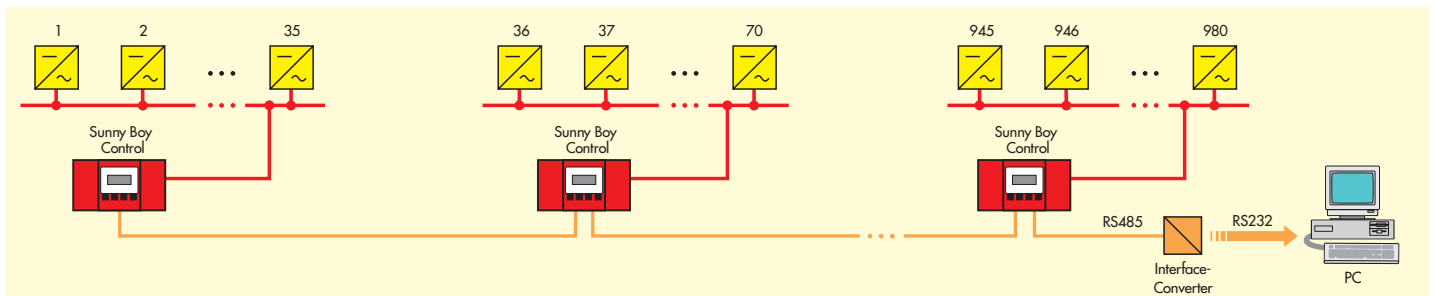 1 2 35 36 37 70 945 946 980
Sunny Boy
Control
Sunny Boy
Control
Sunny Boy
Control
RS485 RS232
Interface-
Converter
PC